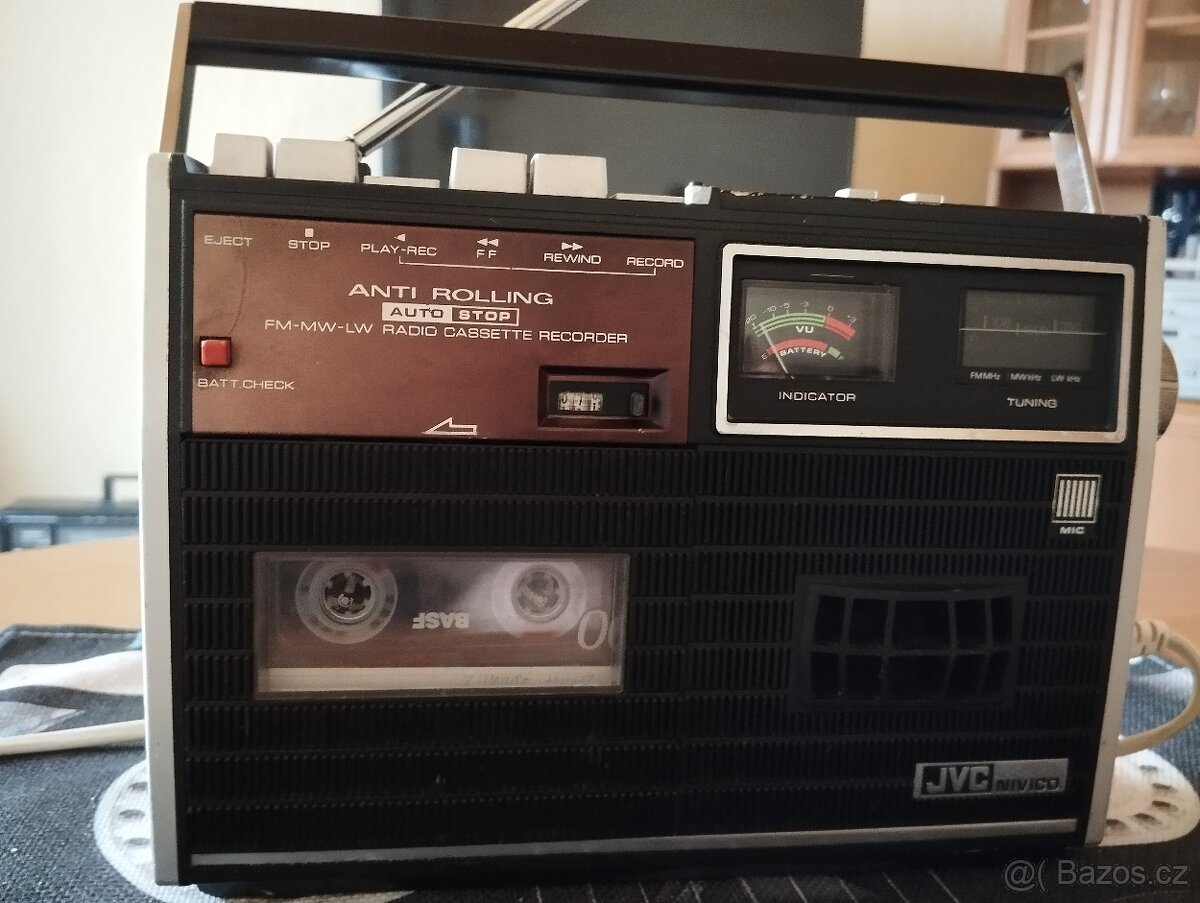 EJECT
STOP
PLAY-REC
FF
REWIND
RECORD
ANTI ROLLING
AUTO STOP
FM-MW-LW RADIO CASSETTE RECORDER
BATT.CHECK
VU
BATTERY
E F
INDICATOR
FM MHz MW kHz LW kHz
TUNING
MIC
BASF
JVC NIVICO
@( Bazos.cz